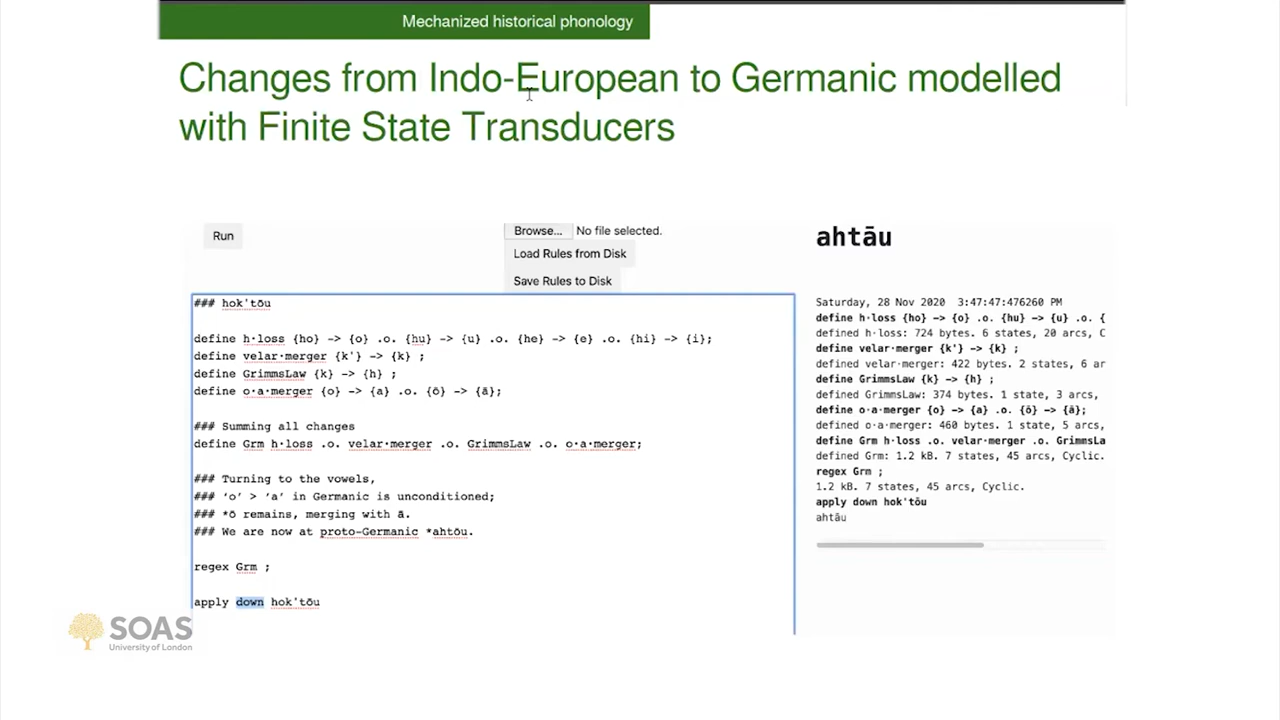 Mechanized historical phonology
Changes from Indo-European to Germanic modelled
with Finite State Transducers
Run
Browse... No file selected.
Load Rules from Disk
Save Rules to Disk
### hok'tōu
define h·loss {ho} -> {o} .o. {hu} -> {u} .o. {he} -> {e} .o. {hi} -> {i};
define velar·merger {k'} -> {k} ;
define GrimmsLaw {k} -> {h} ;
define o·a·merger {o} -> {a} .o. {ō} -> {ā};
### Summing all changes
define Grm h·loss .o. velar·merger .o. GrimmsLaw .o. o·a·merger;
### Turning to the vowels,
### ‘o’ > ‘a’ in Germanic is unconditioned;
### *ō remains, merging with ā.
### We are now at proto-Germanic *ahtōu.
regex Grm ;
apply down hok'tōu
ahtāu
Saturday, 28 Nov 2020 3:47:47:476260 PM
define h·loss {ho} -> {o} .o. {hu} -> {u} .o. {
defined h·loss: 724 bytes. 6 states, 20 arcs, C
define velar·merger {k'} -> {k} ;
defined velar·merger: 422 bytes. 2 states, 6 ar
define GrimmsLaw {k} -> {h} ;
defined GrimmsLaw: 374 bytes. 1 state, 3 arcs,
define o·a·merger {o} -> {a} .o. {ō} -> {ā};
defined o·a·merger: 460 bytes. 1 state, 5 arcs,
define Grm h·loss .o. velar·merger .o. GrimmsLa
defined Grm: 1.2 kB. 7 states, 45 arcs, Cyclic.
regex Grm ;
1.2 kB. 7 states, 45 arcs, Cyclic.
apply down hok'tōu
ahtāu
SOAS
University of London